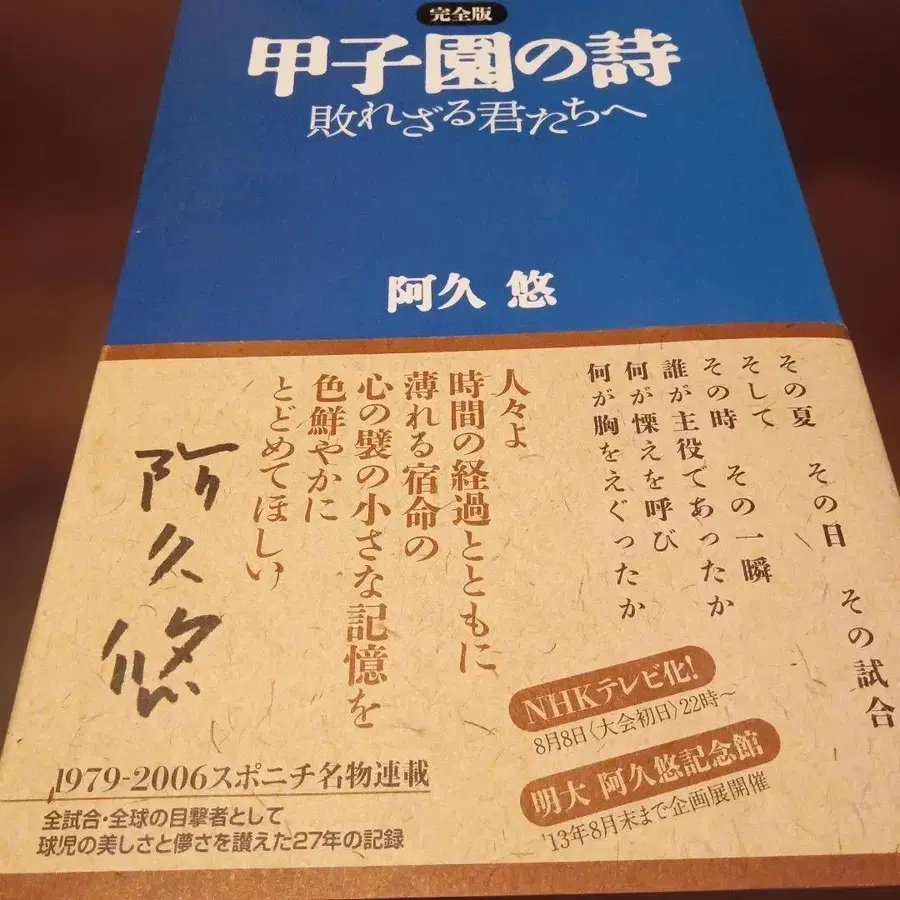 完全版
甲子園の詩
敗れざる君たちへ
阿久 悠
その夏 その日 その試合
そして
その時 その一瞬
誰が主役であったか
何が慄えを呼び
何が胸をえぐったか
人々よ
時間の経過とともに
薄れる宿命の
心の襞の小さな記憶を
色鮮やかに
とどめてほしい
阿久悠
NHKテレビ化!
8月8日〈大会初日〉22時〜
明大 阿久悠記念館
'13年8月末まで企画展開催
1979-2006スポニチ名物連載
全試合・全球の目撃者として
球児の美しさと儚さを讃えた27年の記録